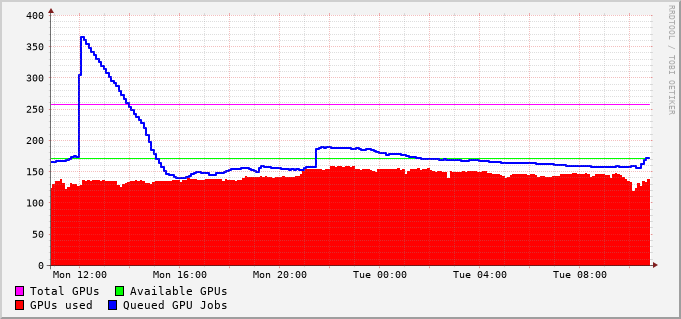 400
350
300
250
200
150
100
50
0
Mon 12:00 Mon 16:00 Mon 20:00 Tue 00:00 Tue 04:00 Tue 08:00
Total GPUs Available GPUs
GPUs used Queued GPU Jobs
RRDTOOL / TOBI OETIKER